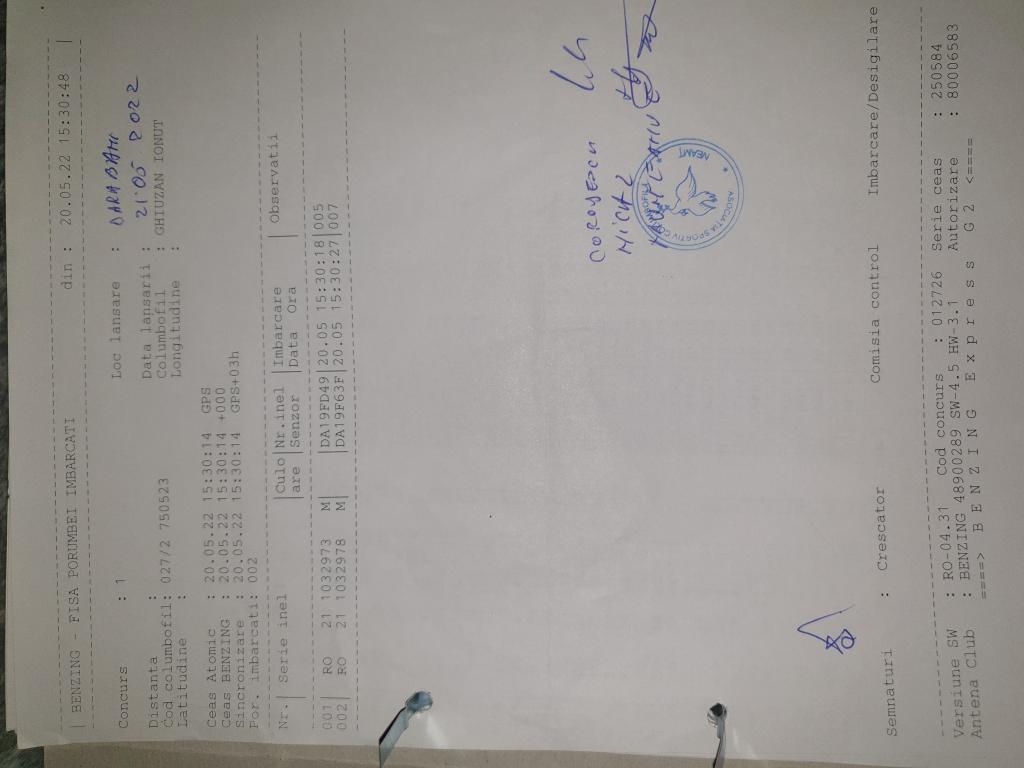 | BENZING - FISA PORUMBEI IMBARCATI din : 20.05.22 15:30:48 |
Concurs : 1 Loc lansare : DARABANI
Distanta : Data lansarii : 21 05 2022
Cod columbofil: 027/2 750523 Columbofil : GHIUZAN IONUT
Latitudine : Longitudine :
Ceas Atomic : 20.05.22 15:30:14 GPS
Ceas BENZING : 20.05.22 15:30:14 +000
Sincronizare : 20.05.22 15:30:14 GPS+03h
Por. imbarcati: 002
Nr.| Serie inel |Culo|Nr.inel |Imbarcare | Observatii
| |are |Senzor |Data Ora |
001| RO 21 1032973 M| |DA19FD49|20.05 15:30:18|005
002| RO 21 1032978 M| |DA19F63F|20.05 15:30:27|007
ASOCIATIA
NEAMT
Semnaturi : Crescator Comisia control Imbarcare/Desigilare
Versiune SW : RO-04.31 Cod concurs : 012726 Serie ceas : 250584
Antena Club : BENZING 48900289 SW-4.5 HW-3.1 Autorizare : 80006583
====> B E N Z I N G E x p r e s s G 2 <====